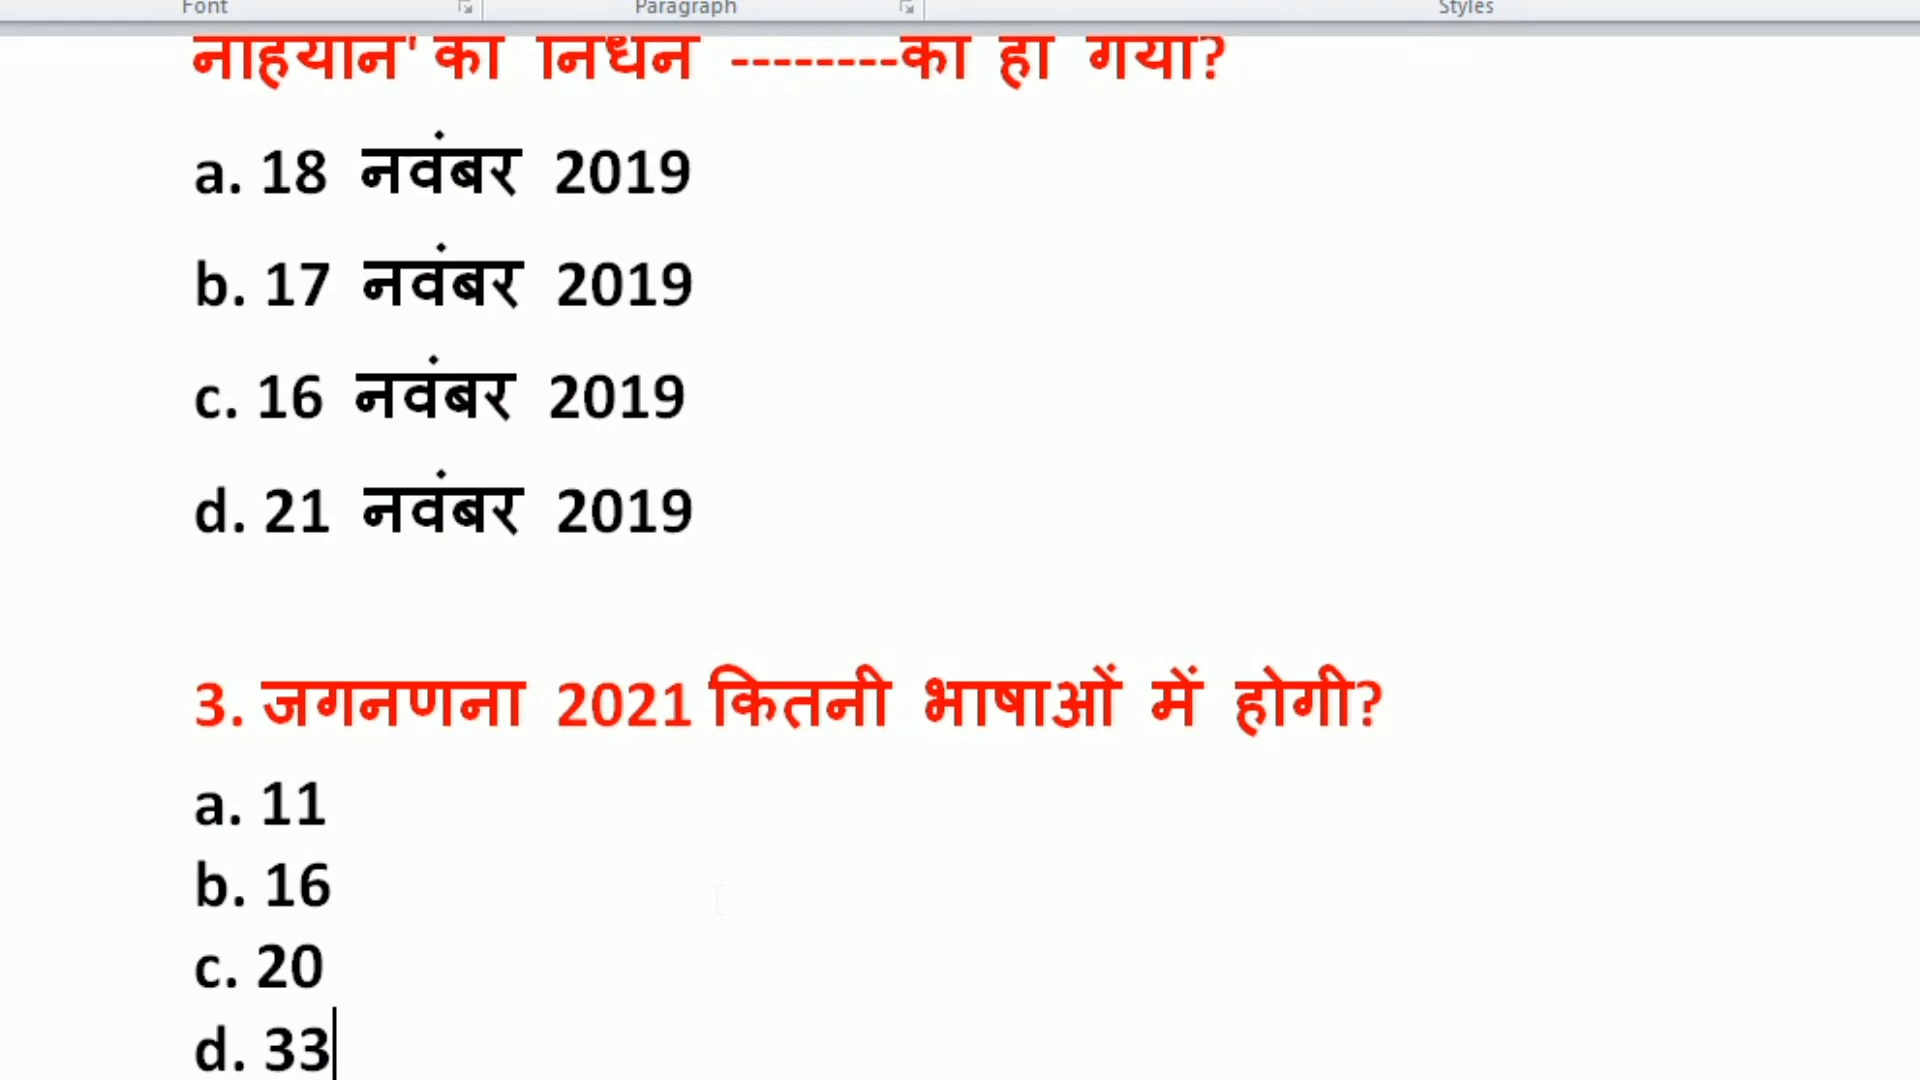 Font Paragraph Styles
नाहयान' का निधन --------को हो गया?
a. 18 नवंबर 2019
b. 17 नवंबर 2019
c. 16 नवंबर 2019
d. 21 नवंबर 2019
3. जगनणना 2021 कितनी भाषाओं में होगी?
a. 11
b. 16
c. 20
d. 33